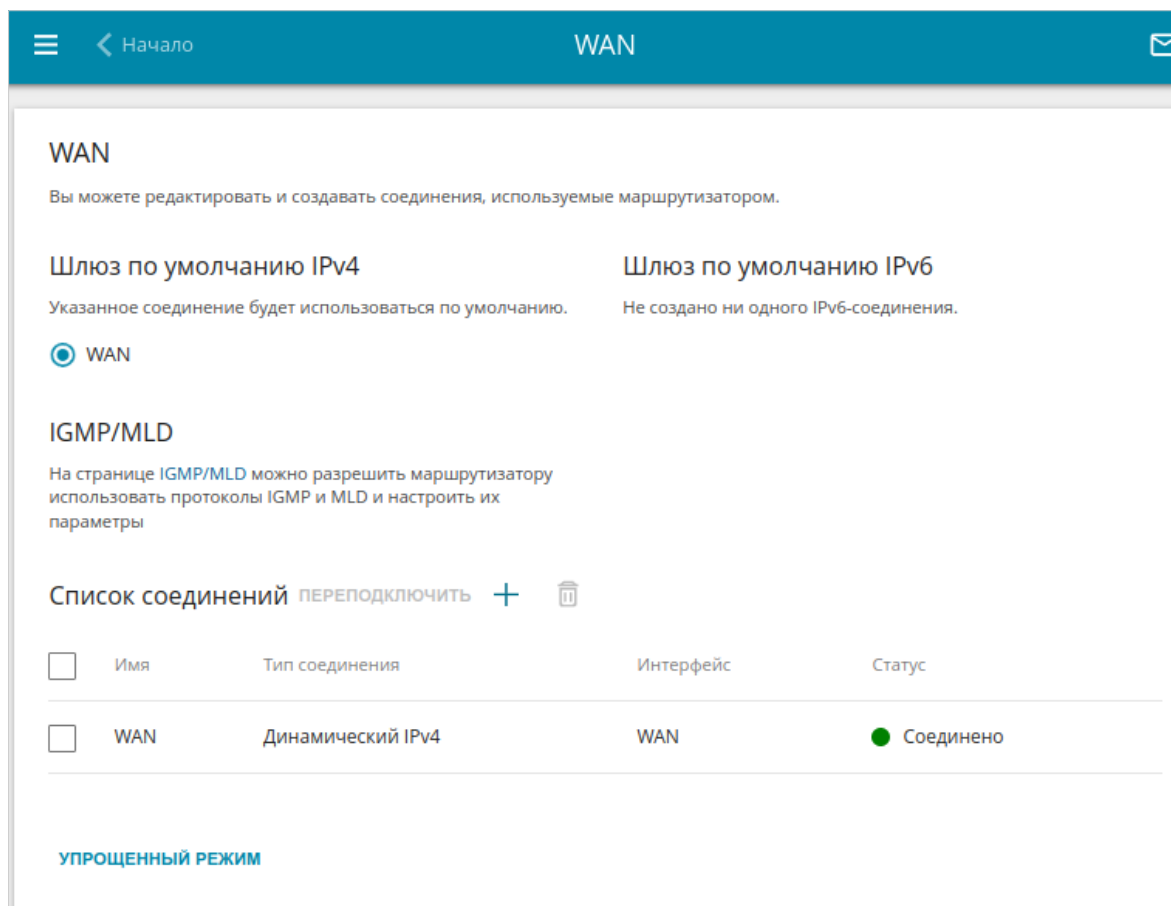 Начало WAN
WAN
Вы можете редактировать и создавать соединения, используемые маршрутизатором.
Шлюз по умолчанию IPv4
Указанное соединение будет использоваться по умолчанию.
WAN
Шлюз по умолчанию IPv6
Не создано ни одного IPv6-соединения.
IGMP/MLD
На странице IGMP/MLD можно разрешить маршрутизатору
использовать протоколы IGMP и MLD и настроить их
параметры
Список соединений ПЕРЕПОДКЛЮЧИТЬ
Имя Тип соединения Интерфейс Статус
WAN Динамический IPv4 WAN Соединено
УПРОЩЕННЫЙ РЕЖИМ